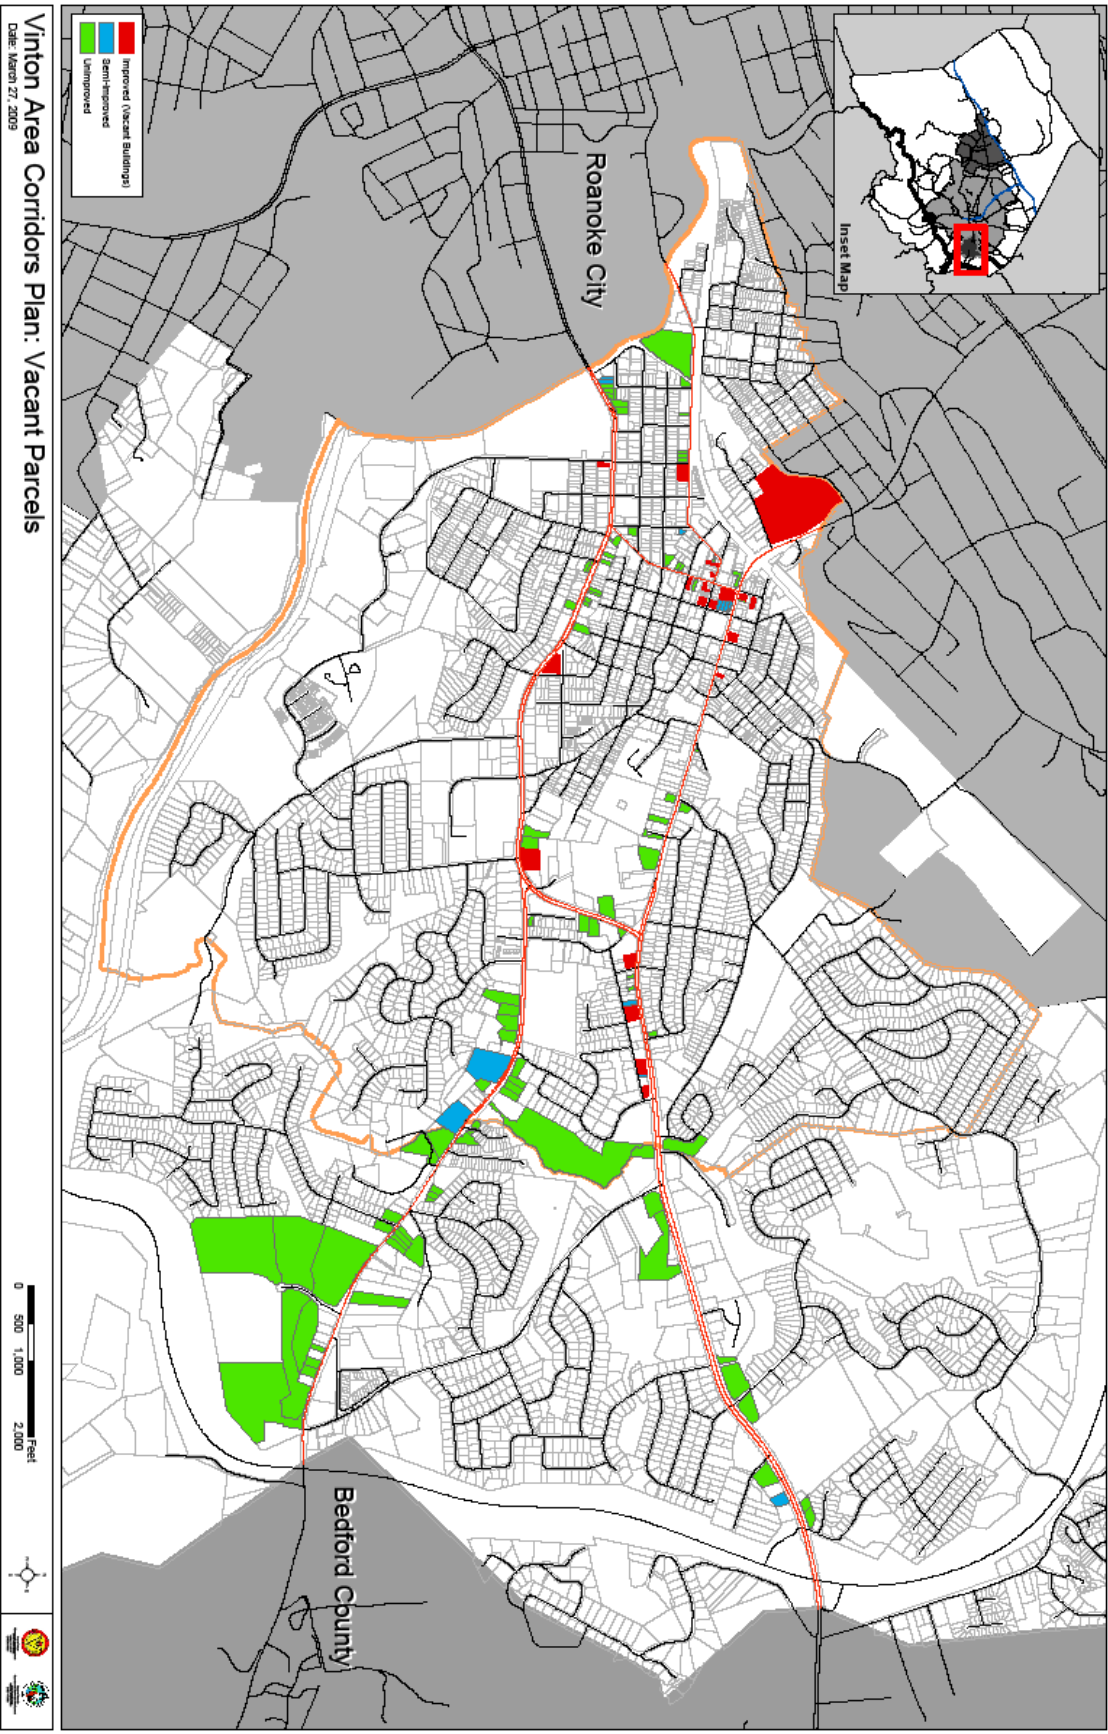 Inset Map
Roanoke City
Improved (Vacant Buildings)
Semi-Improved
Unimproved
Bedford County
Vinton Area Corridors Plan: Vacant Parcels
Date: March 27, 2009
0 500 1,000 2,000
Feet